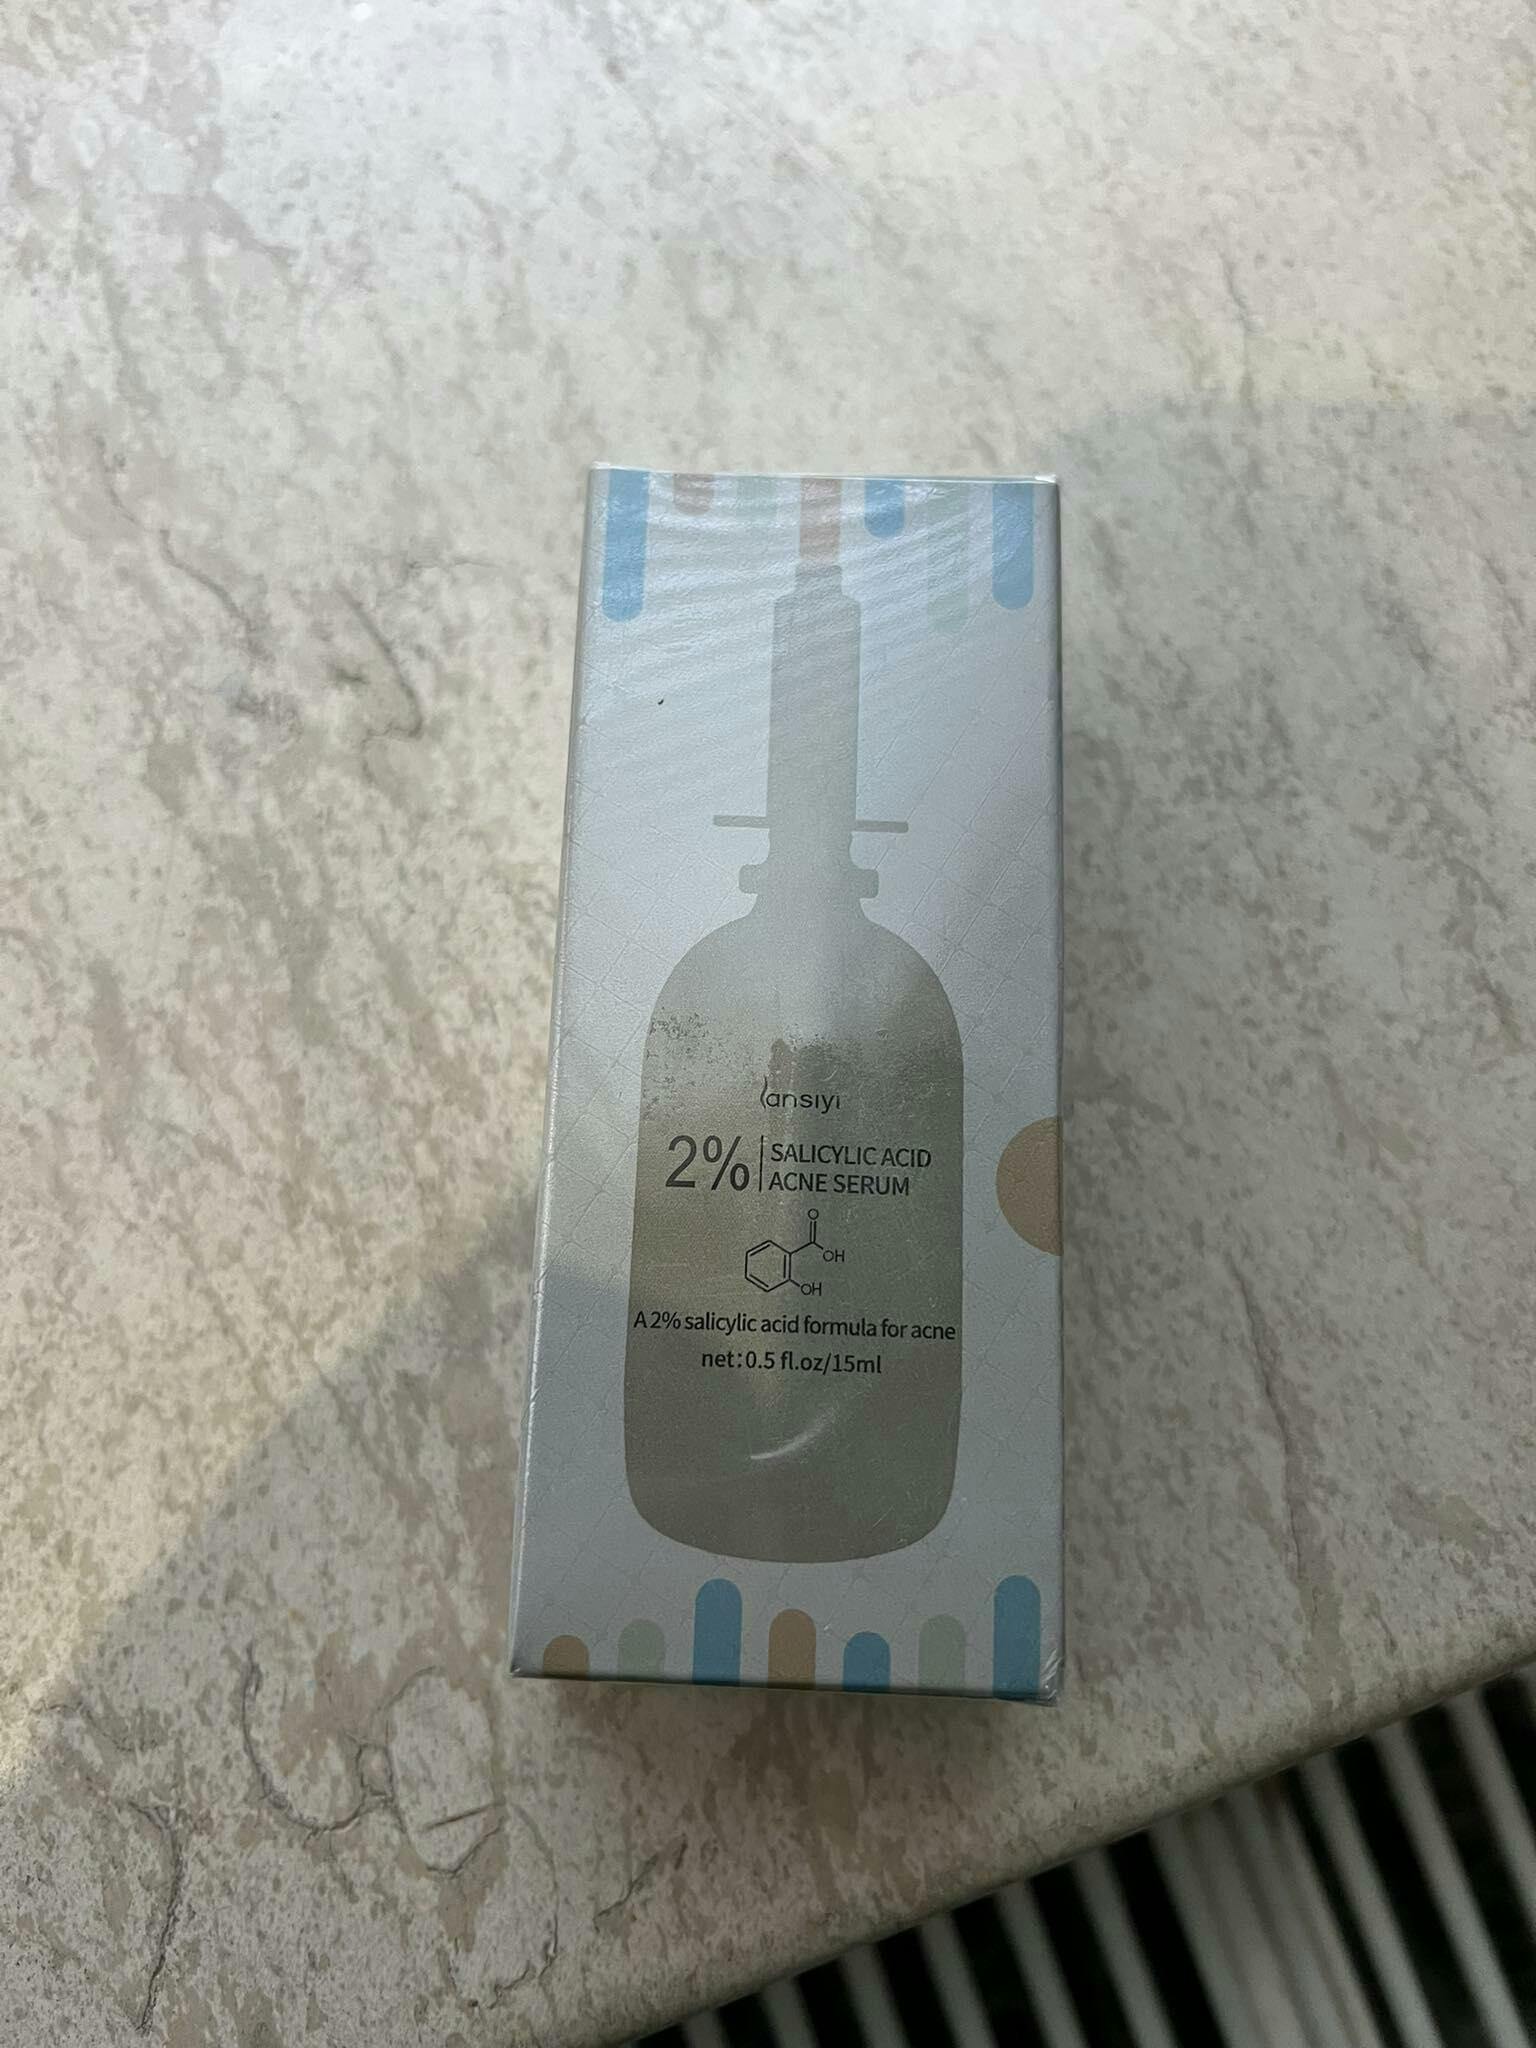 lansiyi
2% SALICYLIC ACID
ACNE SERUM
O
OH
OH
A 2% salicylic acid formula for acne
net:0.5 fl.oz/15ml